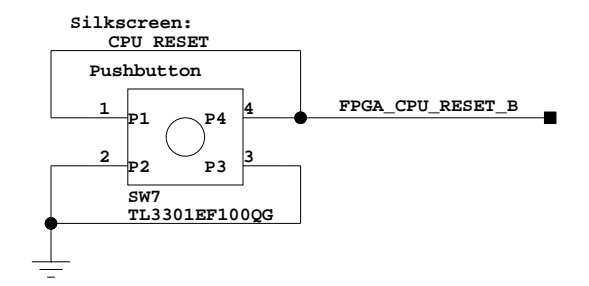 Silkscreen:
CPU RESET
Pushbutton
1 P1 P4 4 FPGA_CPU_RESET_B
2 P2 P3 3
SW7
TL3301EF100QG